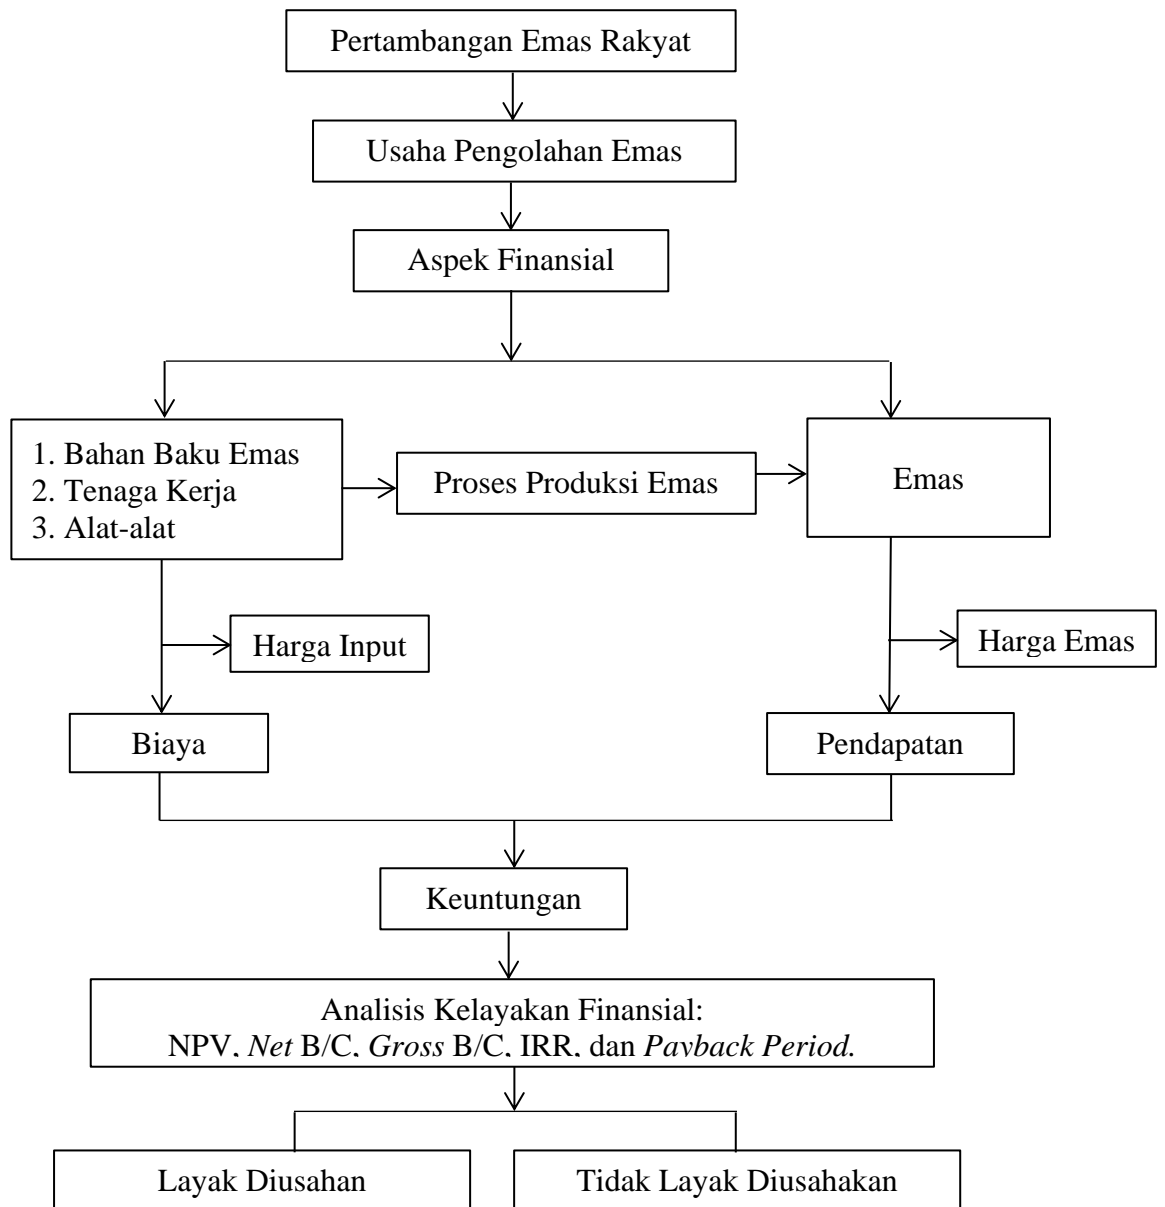 Pertambangan Emas Rakyat
Usaha Pengolahan Emas
Aspek Finansial
1. Bahan Baku Emas
2. Tenaga Kerja
3. Alat-alat
Proses Produksi Emas
Emas
Harga Input
Harga Emas
Biaya
Pendapatan
Keuntungan
Analisis Kelayakan Finansial:
NPV, Net B/C, Gross B/C, IRR, dan Payback Period.
Layak Diusahan
Tidak Layak Diusahakan